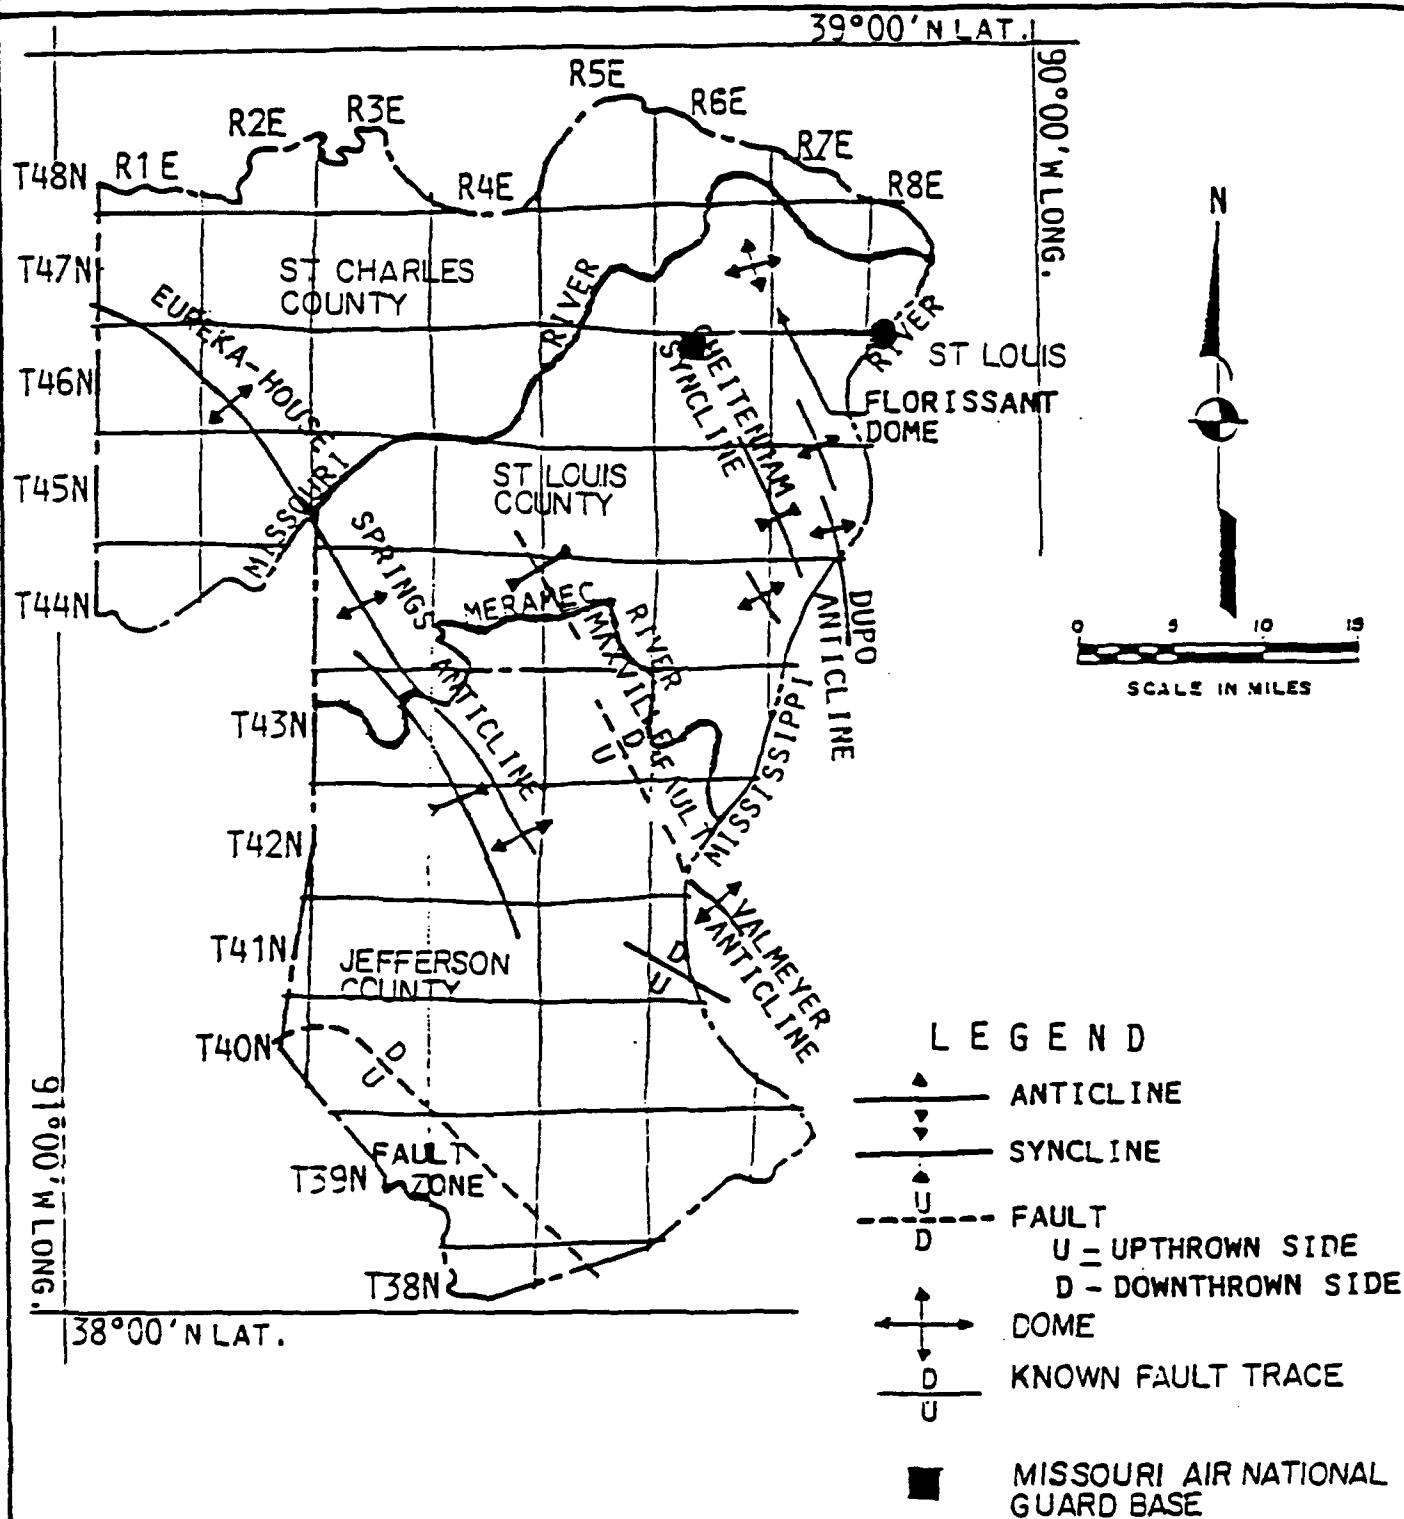 39°00'N LAT.
90°00'W LONG.
R5E
R6E
R3E
R2E
R7E
R1E
T48N
R4E
R8E
N
T47N
ST CHARLES
COUNTY
RIVER
EUREKA-HOUSE
RIVER
ST LOUIS
CHEITENHAM
SYNCLINE
T46N
FLORISSANT
DOME
T45N
MISSOURI
ST LOUIS
COUNTY
SPRINGS
T44N
MERAMEC
RIVER
DUPO
ANTICLINE
0 5 10 15
SCALE IN MILES
ANTICLINE
MAXVILLE FAULT
D
U
T43N
MISSISSIPPI
T42N
VALMEYER
ANTICLINE
T41N
D
U
JEFFERSON
COUNTY
T40N
D
U
91°00'W LONG.
FAULT
ZONE
T39N
T38N
38°00'N LAT.
LEGEND
ANTICLINE
SYNCLINE
U
D
FAULT
U = UPTHROWN SIDE
D - DOWNTHROWN SIDE
DOME
D
U
KNOWN FAULT TRACE
MISSOURI AIR NATIONAL
GUARD BASE